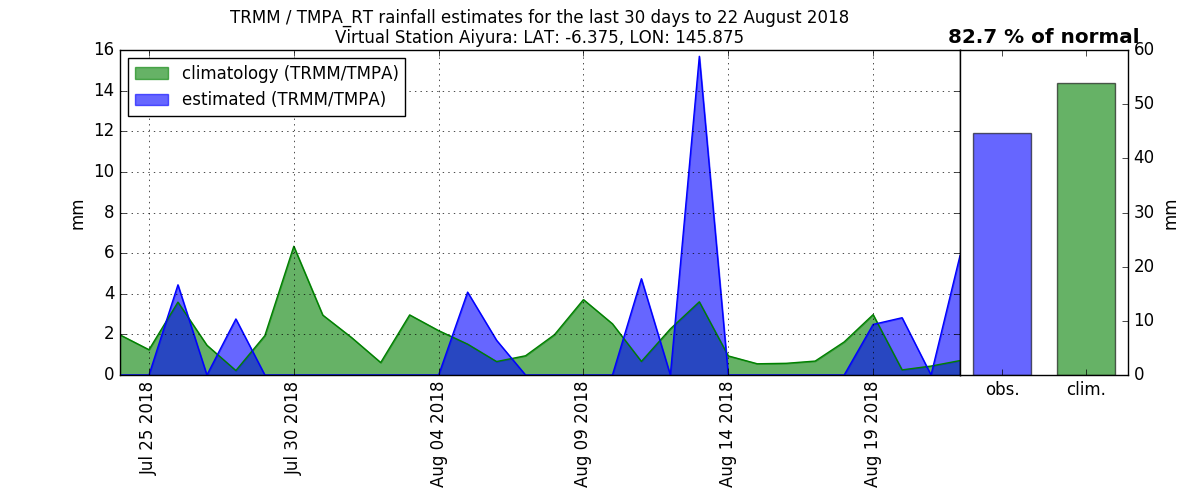 TRMM / TMPA_RT rainfall estimates for the last 30 days to 22 August 2018
Virtual Station Aiyura: LAT: -6.375, LON: 145.875
82.7 % of normal
climatology (TRMM/TMPA)
estimated (TRMM/TMPA)
mm
16
14
12
10
8
6
4
2
0
Jul 25 2018
Jul 30 2018
Aug 04 2018
Aug 09 2018
Aug 14 2018
Aug 19 2018
obs.
clim.
60
50
40
30
20
10
0
mm